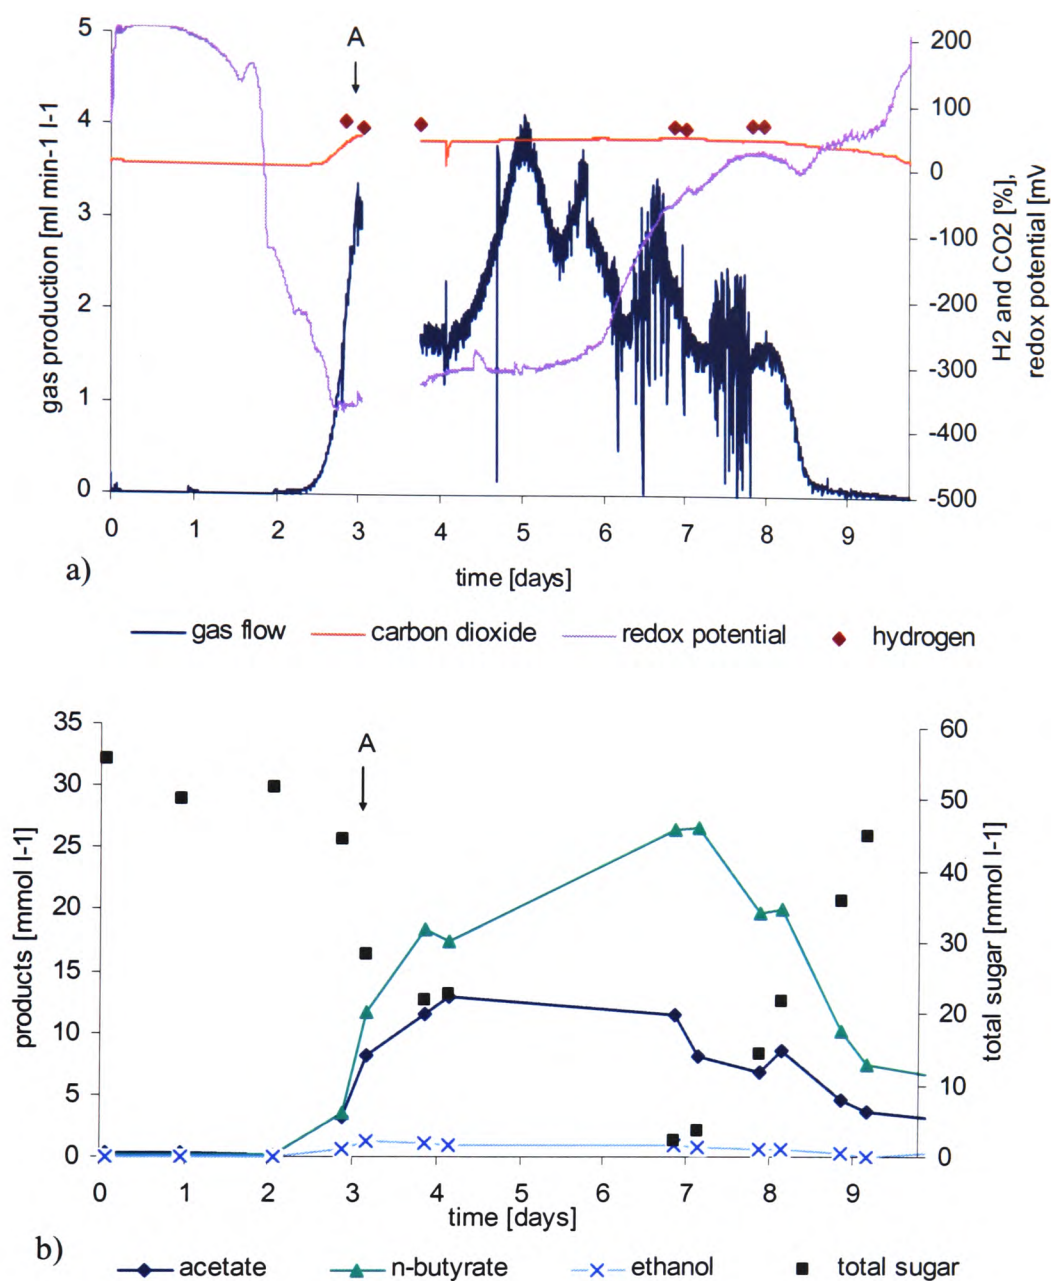 A
5
4
3
2
1
0
gas production [ml min-1 l-1]
200
100
0
-100
-200
-300
-400
-500
H2 and CO2 [%],
redox potential [mV
0 1 2 3 4 5 6 7 8 9
time [days]
a)
gas flow carbon dioxide redox potential hydrogen
A
35
30
25
20
15
10
5
0
products [mmol l-1]
60
50
40
30
20
10
0
total sugar [mmol l-1]
0 1 2 3 4 5 6 7 8 9
time [days]
b)
acetate n-butyrate ethanol total sugar